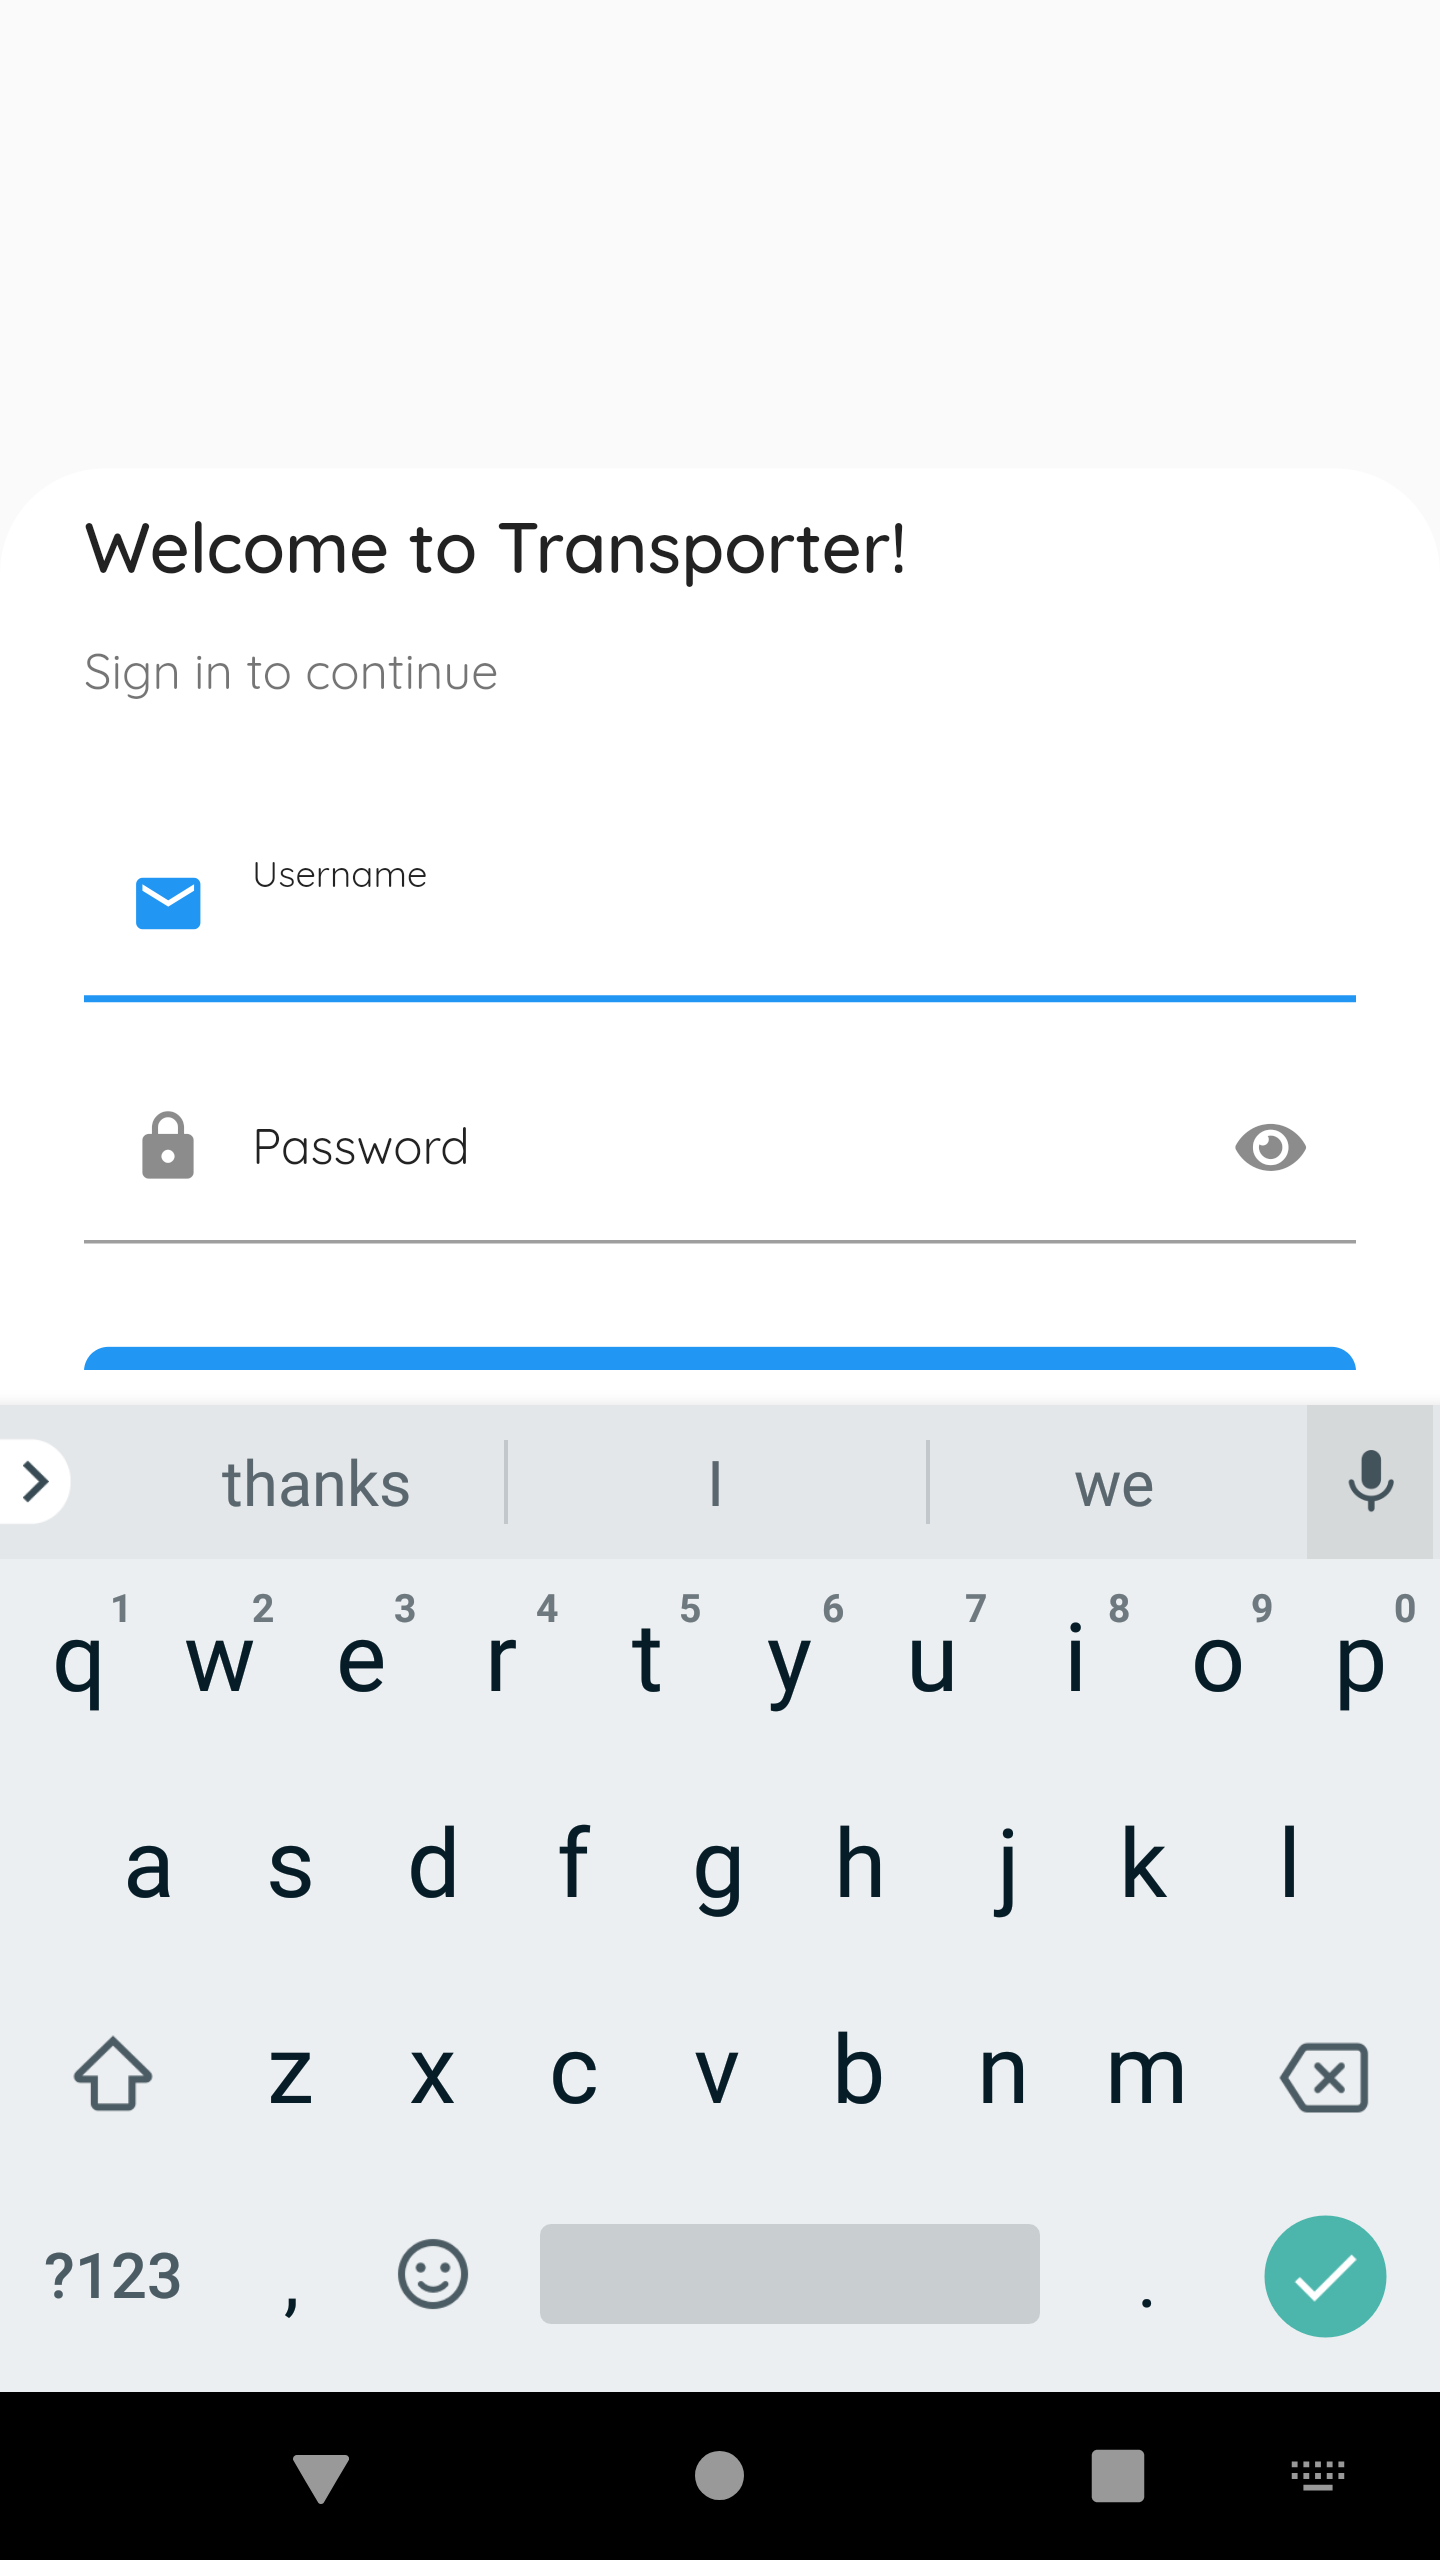 Welcome to Transporter!
Sign in to continue
Username
Password
thanks I we
1 2 3 4 5 6 7 8 9 0
q w e r t y u i o p
a s d f g h j k l
z x c v b n m
?123 , .